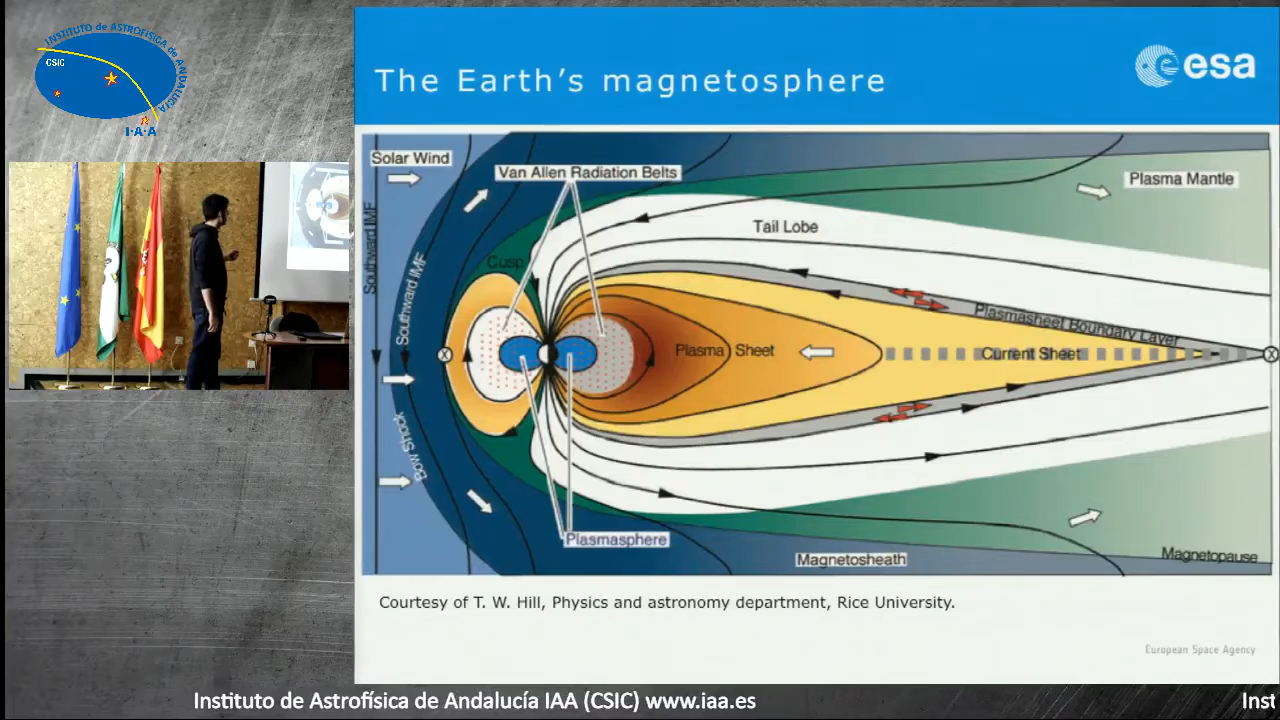 INSTITUTO de ASTROFÍSICA de ANDALUCÍA
CSIC
I·A·A
The Earth's magnetosphere
esa
Solar Wind
Van Allen Radiation Belts
Plasma Mantle
Southward IMF
Southward IMF
Cusp
Tail Lobe
Plasmasheet Boundary Layer
Plasma Sheet
Current Sheet
Bow Shock
Plasmasphere
Magnetosheath
Magnetopause
Courtesy of T. W. Hill, Physics and astronomy department, Rice University.
European Space Agency
Instituto de Astrofísica de Andalucía IAA (CSIC) www.iaa.es
Inst